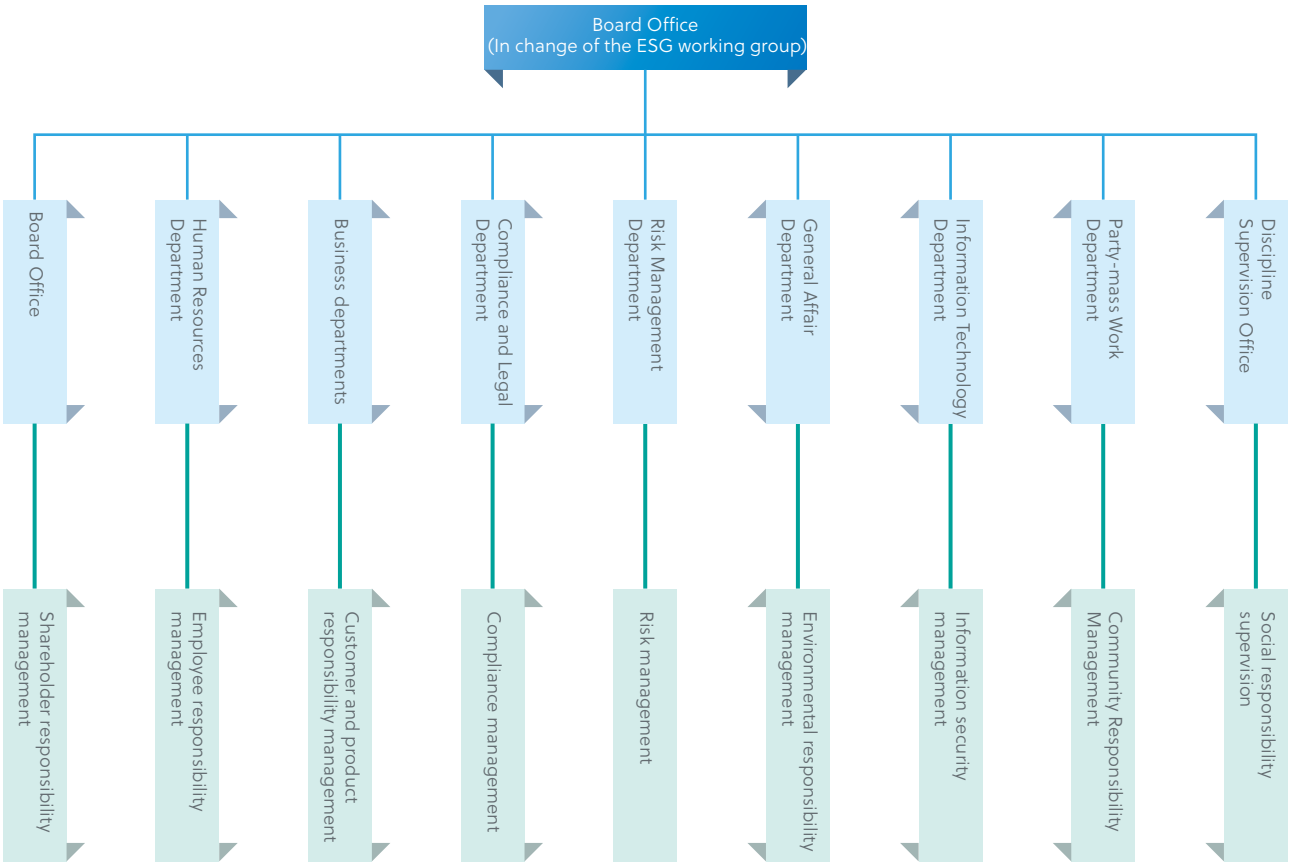 Board Office
(In change of the ESG working group)
Board Office
Human Resources
Department
Business departments
Compliance and Legal
Department
Risk Management
Department
General Affair
Department
Information Technology
Department
Party-mass Work
Department
Discipline
Supervision Office
Shareholder responsibility
management
Employee responsibility
management
Customer and product
responsibility management
Compliance management
Risk management
Environmental responsibility
management
Information security
management
Community Responsibility
Management
Social responsibility
supervision